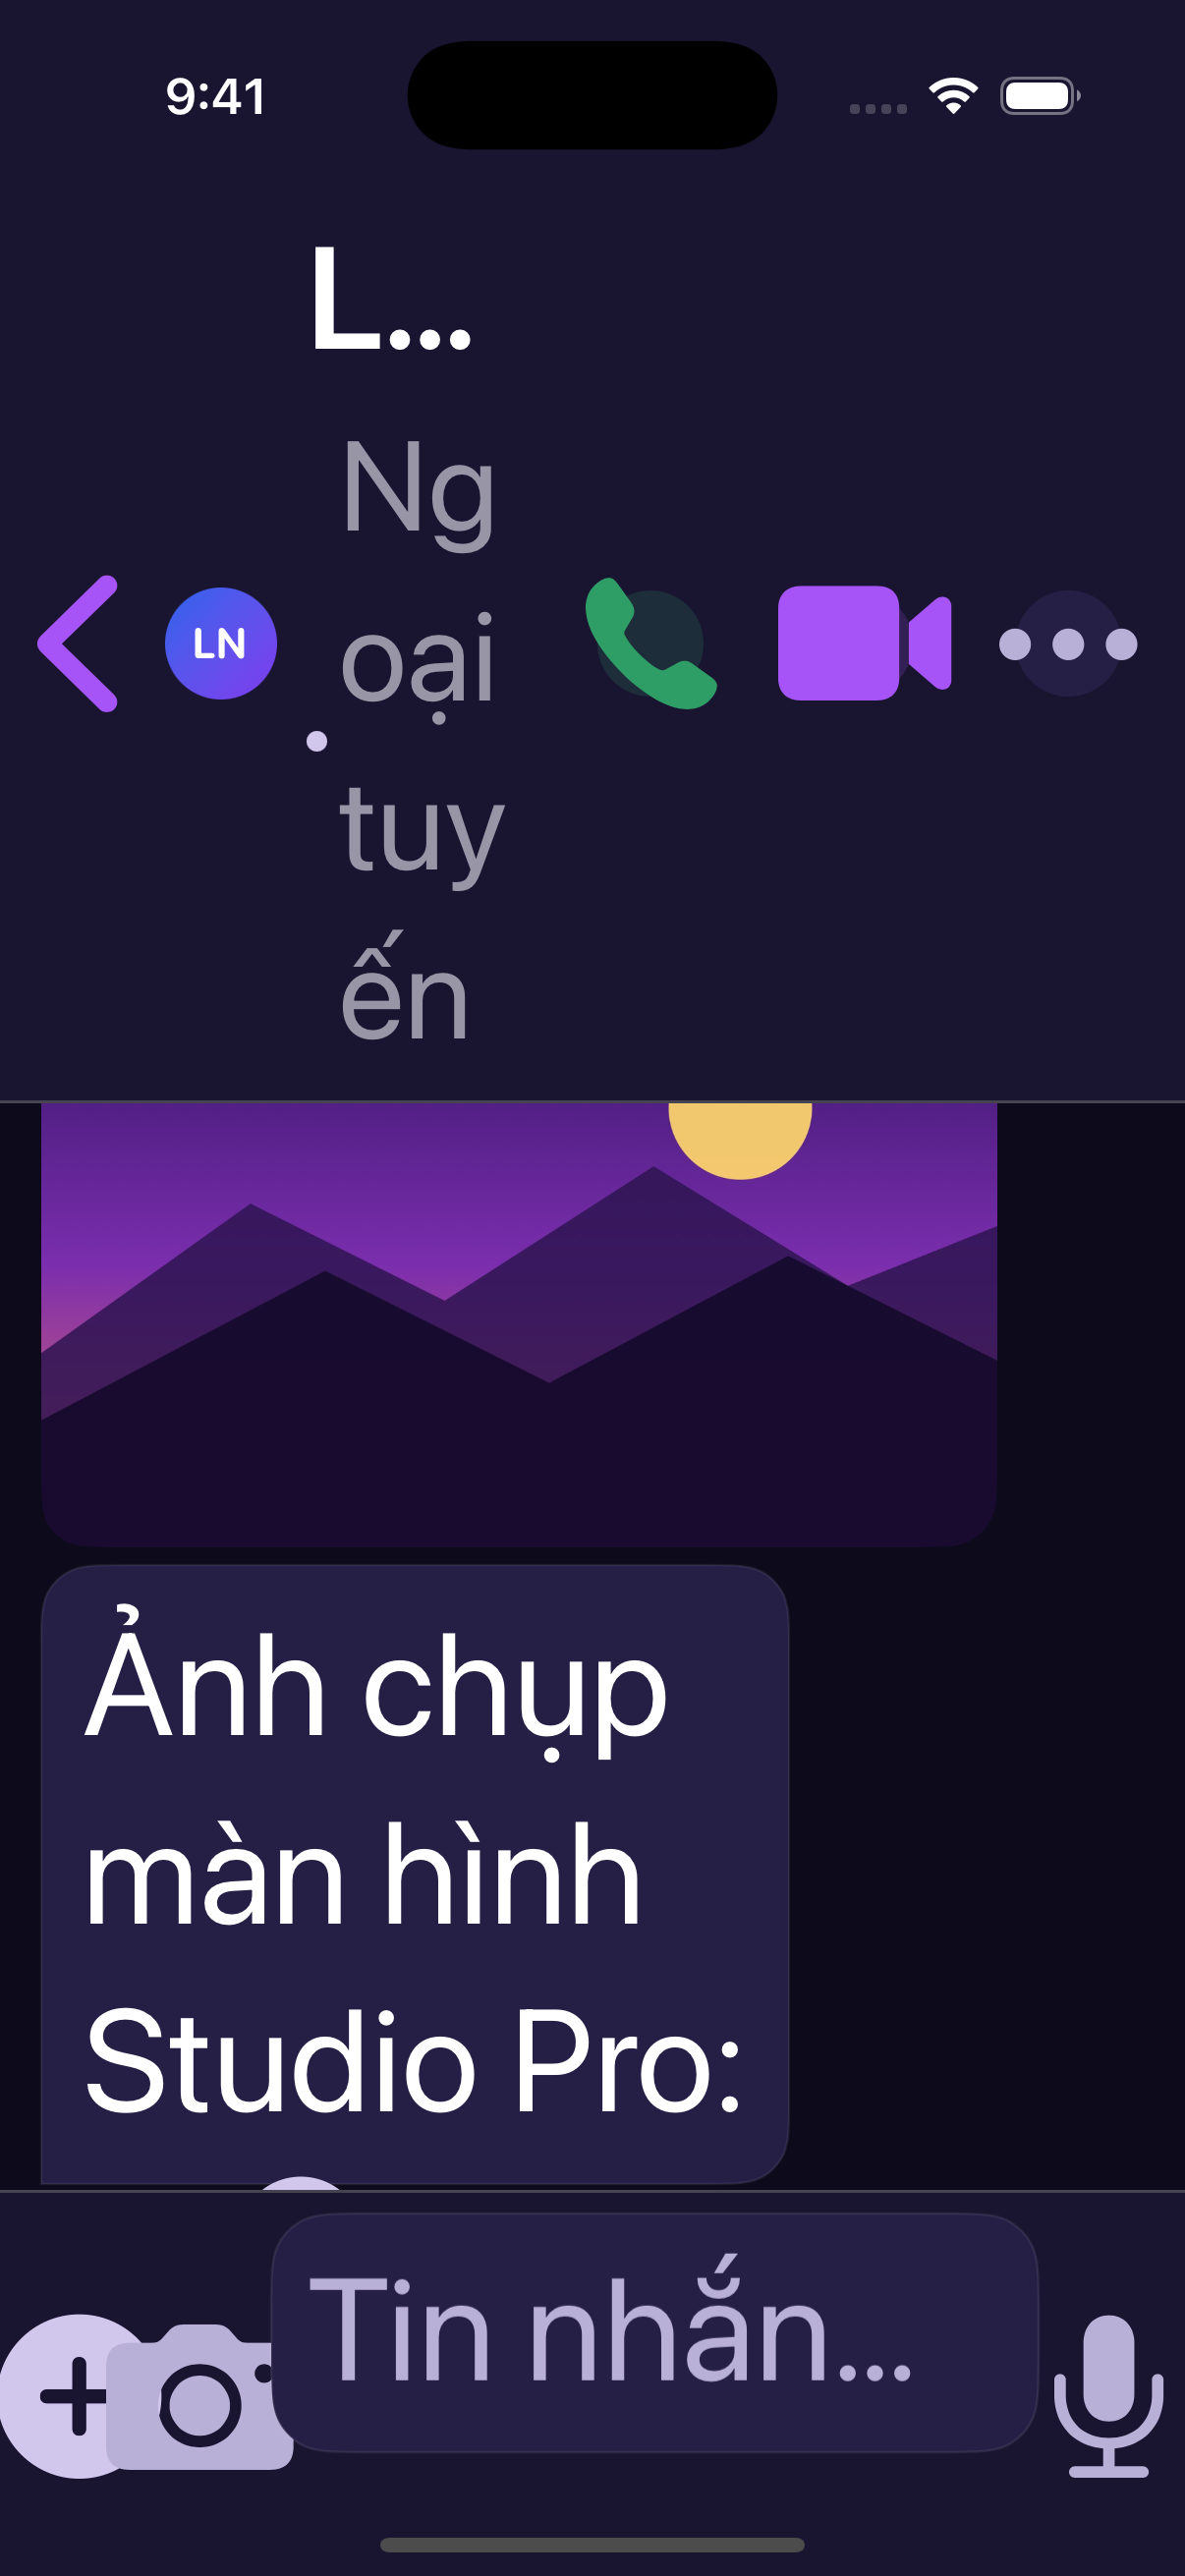 9:41
L...
LN
Ng
oại
tuy
ến
Ảnh chụp
màn hình
Studio Pro:
Tin nhắn...